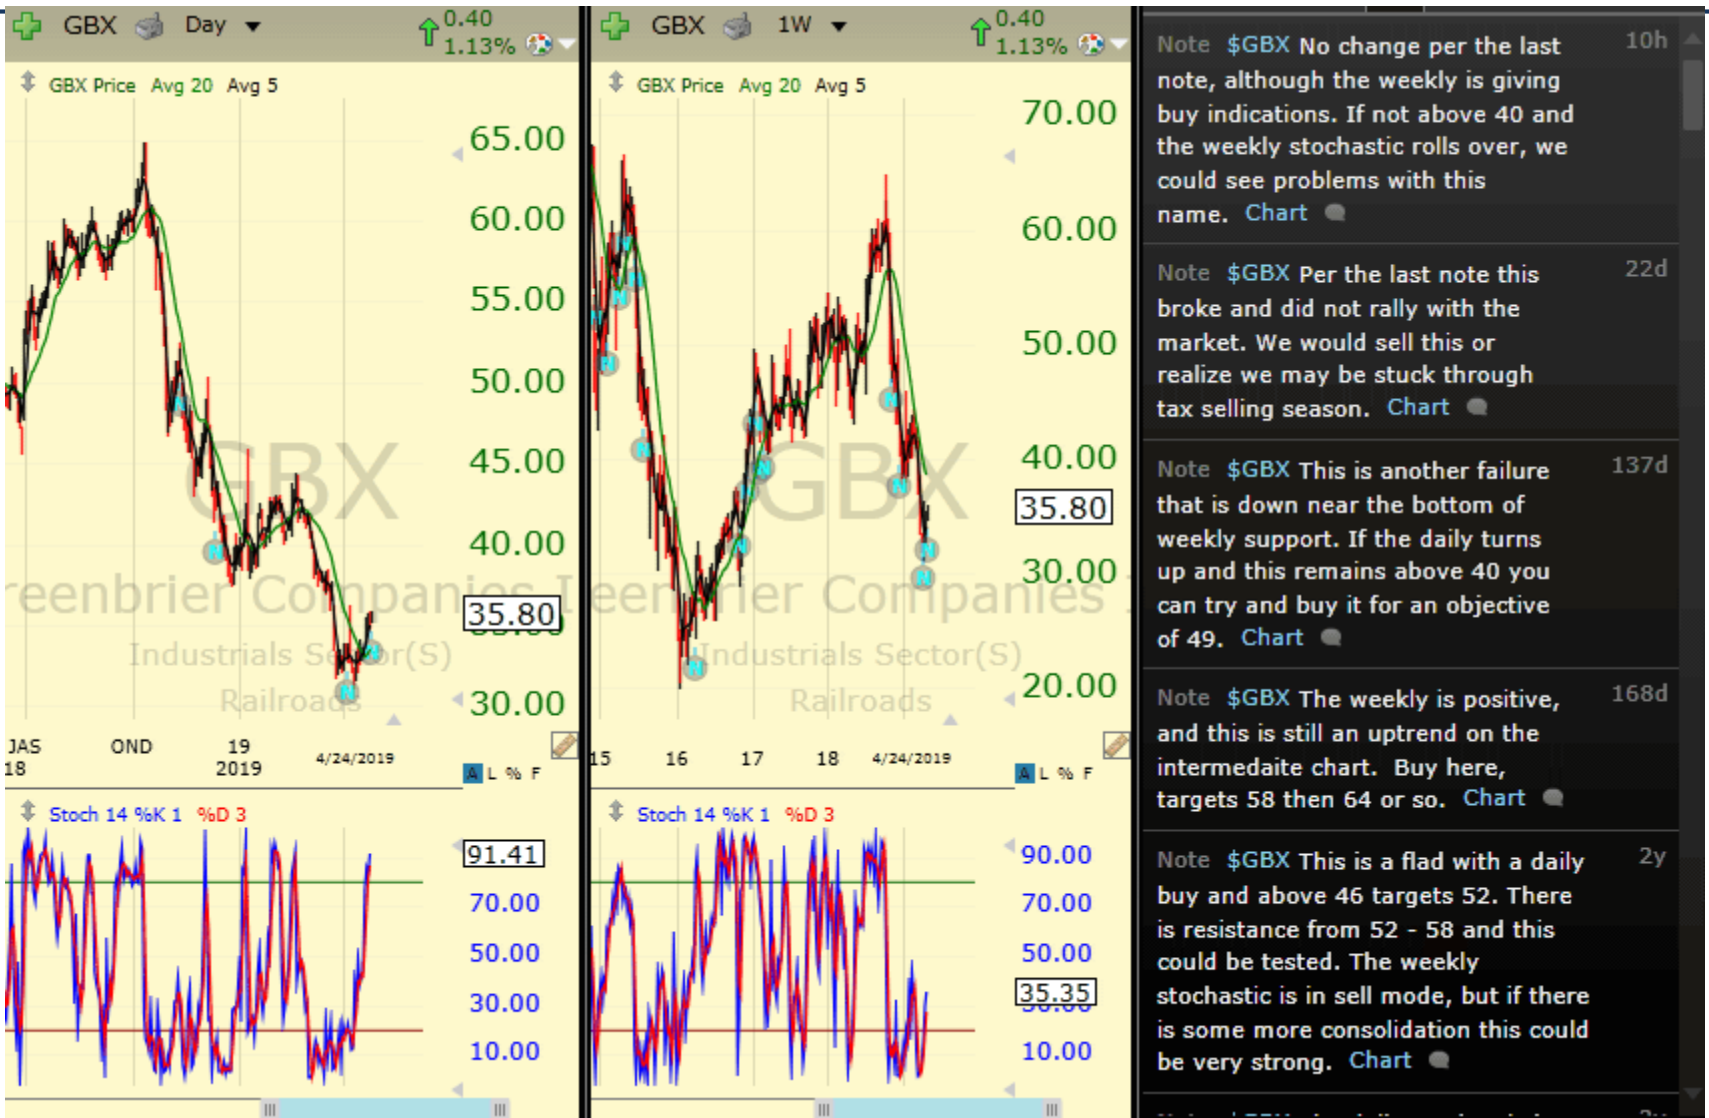 GBX Day
0.40
1.13%
GBX Price Avg 20 Avg 5
65.00
60.00
55.00
50.00
45.00
40.00
35.80
35.00
30.00
GBX
Industrials Sector(S)
Railroads
JAS OND 19 4/24/2019
18 2019
A L % F
Stoch 14 %K 1 %D 3
91.41
70.00
50.00
30.00
10.00
GBX 1W
0.40
1.13%
GBX Price Avg 20 Avg 5
70.00
60.00
50.00
40.00
35.80
30.00
20.00
GBX
Industrials Sector(S)
Railroads
15 16 17 18 4/24/2019
A L % F
Stoch 14 %K 1 %D 3
90.00
70.00
50.00
35.35
30.00
10.00
Note $GBX No change per the last 10h
note, although the weekly is giving
buy indications. If not above 40 and
the weekly stochastic rolls over, we
could see problems with this
name. Chart
Note $GBX Per the last note this 22d
broke and did not rally with the
market. We would sell this or
realize we may be stuck through
tax selling season. Chart
Note $GBX This is another failure 137d
that is down near the bottom of
weekly support. If the daily turns
up and this remains above 40 you
can try and buy it for an objective
of 49. Chart
Note $GBX The weekly is positive, 168d
and this is still an uptrend on the
intermedaite chart. Buy here,
targets 58 then 64 or so. Chart
Note $GBX This is a flad with a daily 2y
buy and above 46 targets 52. There
is resistance from 52 - 58 and this
could be tested. The weekly
stochastic is in sell mode, but if there
is some more consolidation this could
be very strong. Chart